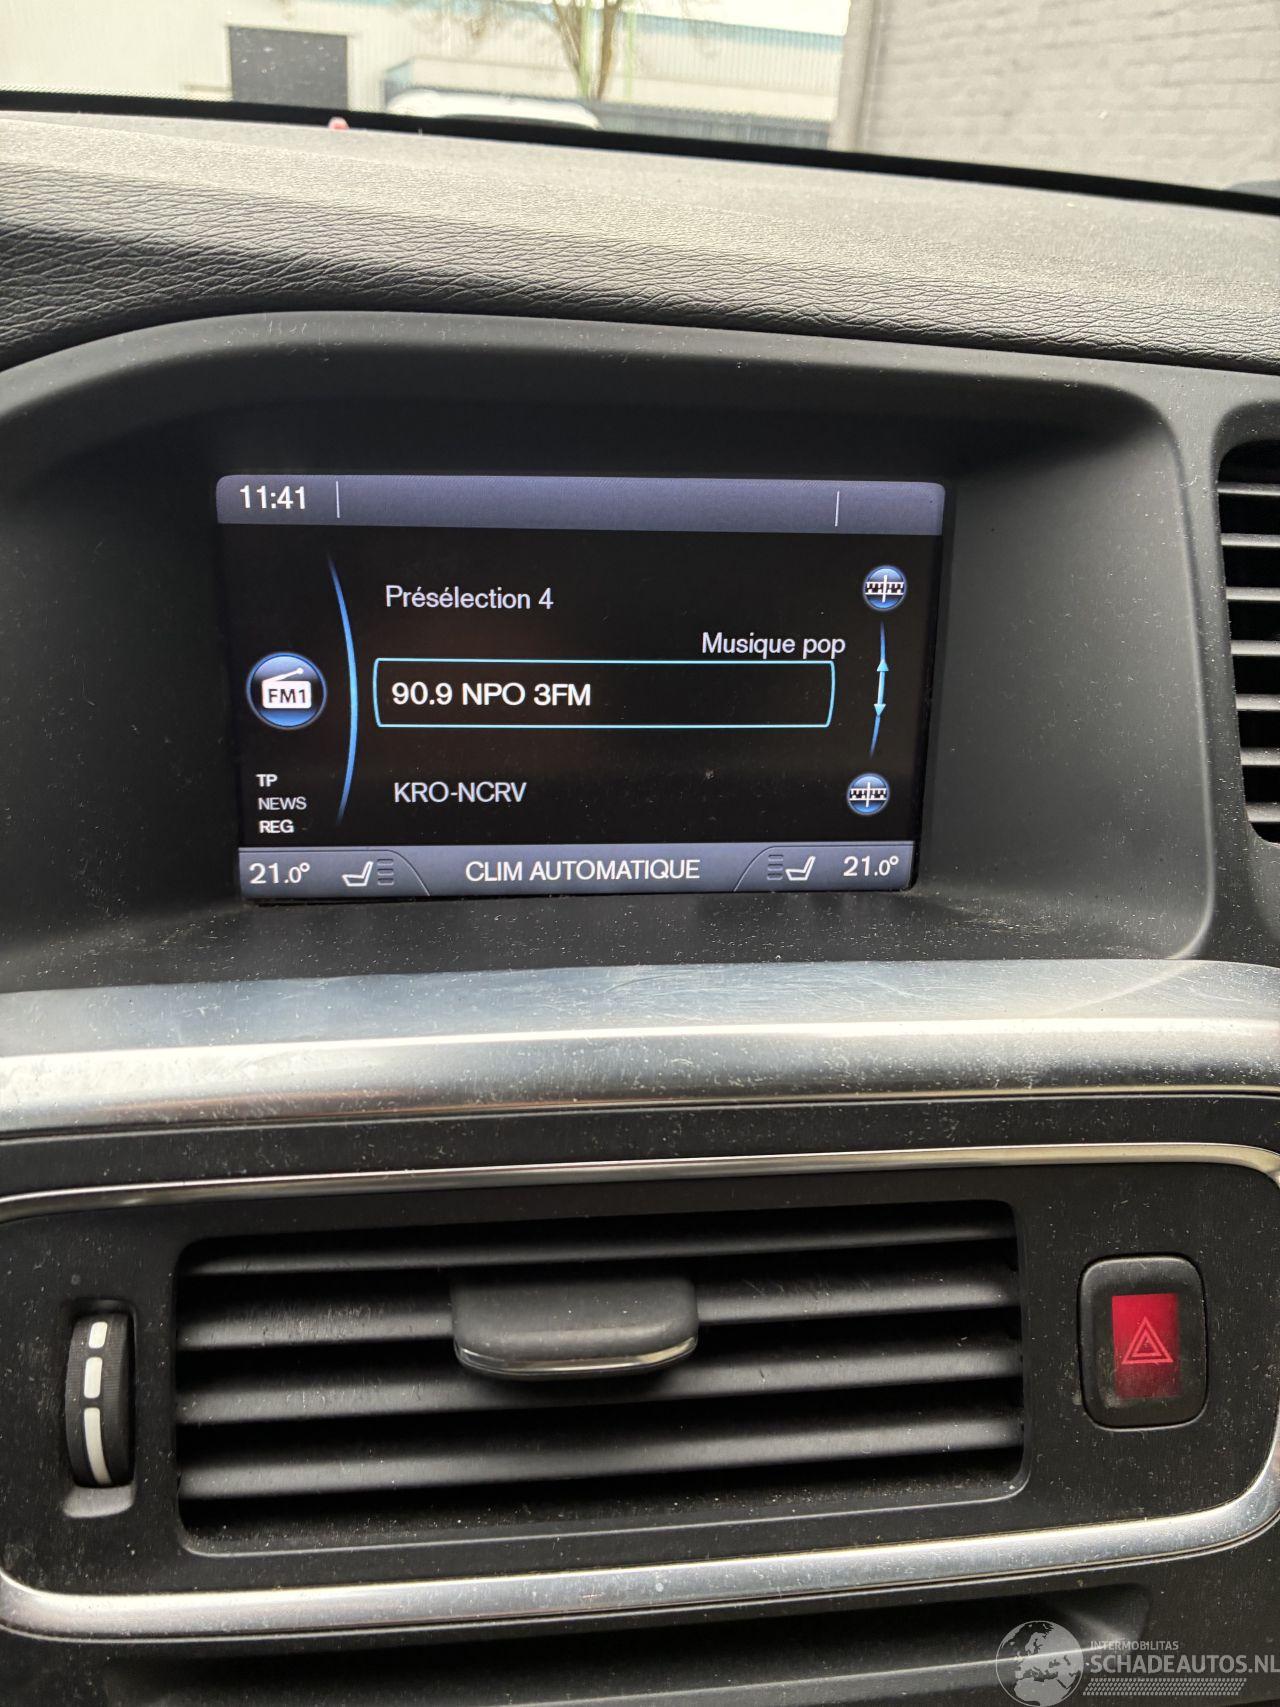 11:41
Présélection 4
Musique pop
90.9 NPO 3FM
FM1
TP
NEWS
REG
KRO-NCRV
21.0° CLIM AUTOMATIQUE 21.0°
INTERMOBILITAS
SCHADEAUTOS.NL